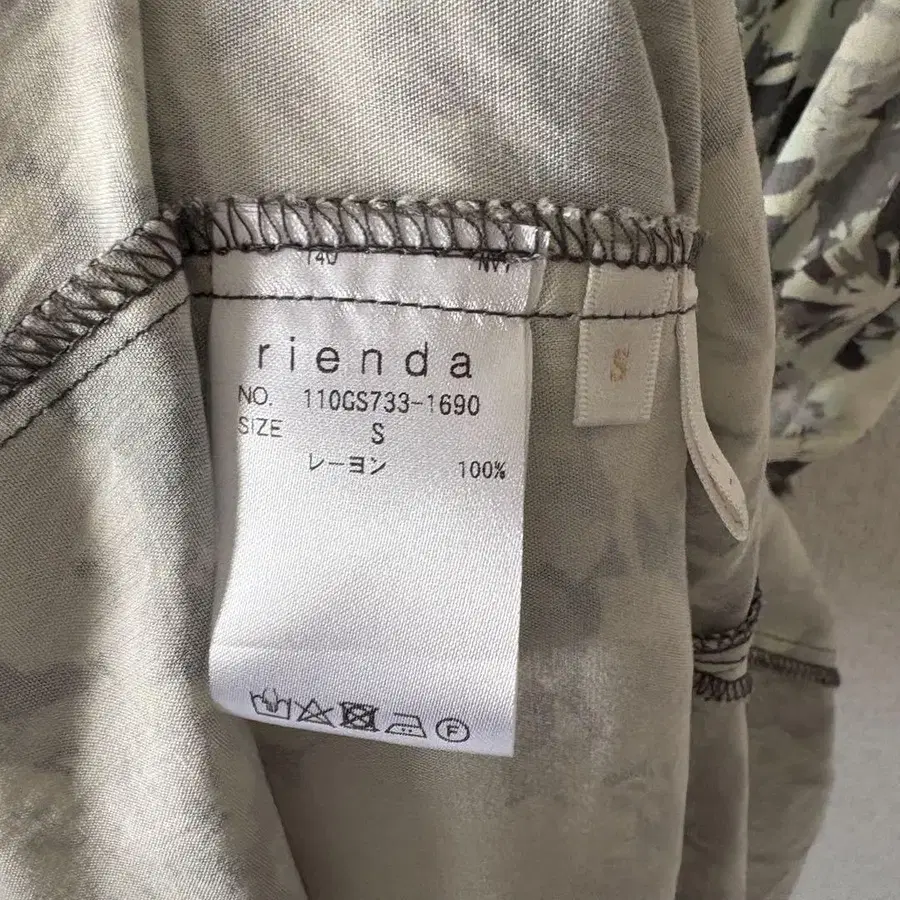 rienda
NO. 110GS733-1690
SIZE S
レーヨン 100%
F
S